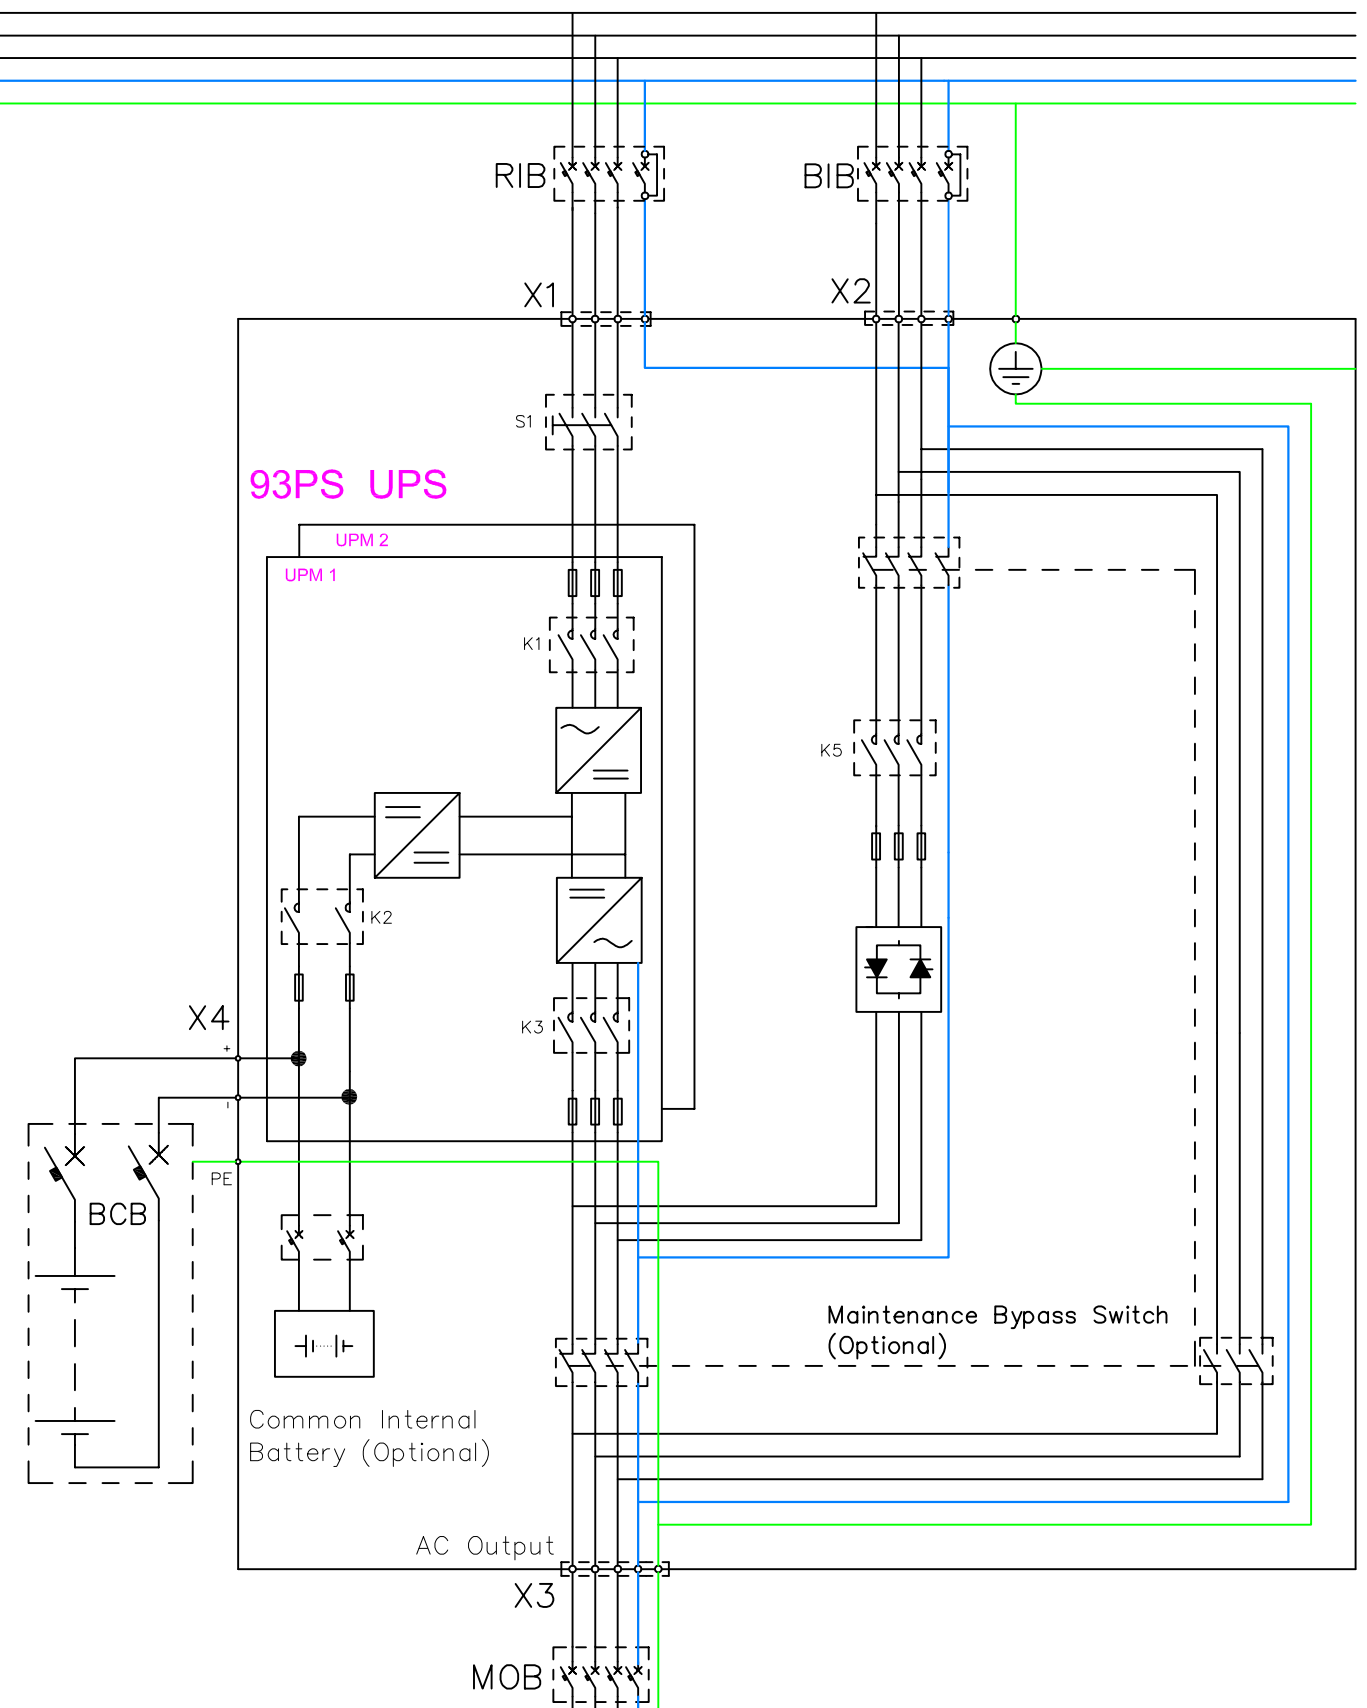 RIB
BIB
X1
X2
S1
93PS UPS
UPM 2
UPM 1
K1
K5
K2
X4
+
-
K3
PE
BCB
Maintenance Bypass Switch
(Optional)
Common Internal
Battery (Optional)
AC Output
X3
MOB